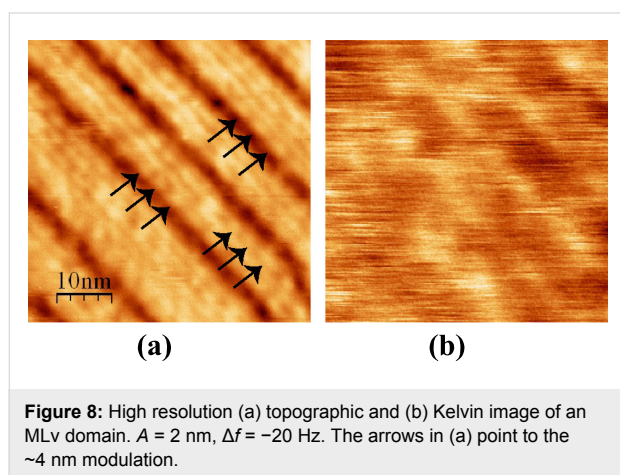 10nm
(a) (b)
Figure 8: High resolution (a) topographic and (b) Kelvin image of an
MLv domain. A = 2 nm, Δf = −20 Hz. The arrows in (a) point to the
~4 nm modulation.